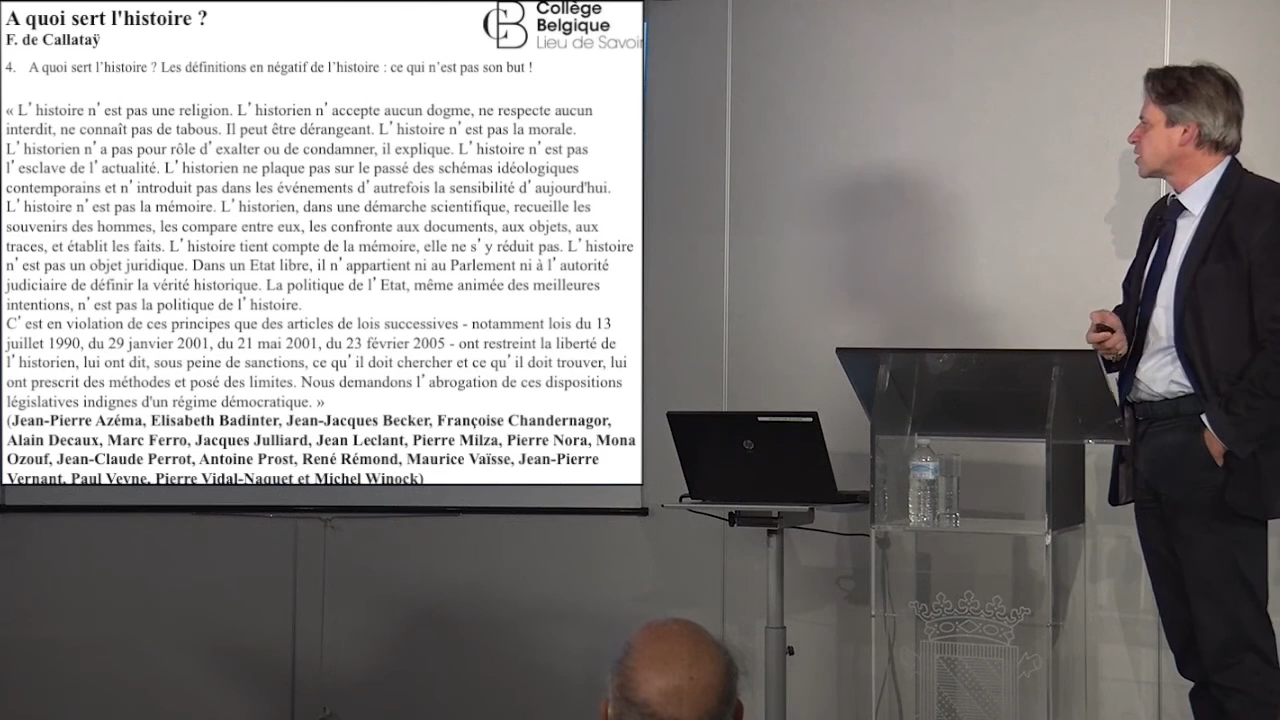 A quoi sert l'histoire ?
F. de Callataÿ
Collège
Belgique
Lieu de Savoir
4. A quoi sert l’histoire ? Les définitions en négatif de l’histoire : ce qui n’est pas son but !
« L’histoire n’est pas une religion. L’historien n’accepte aucun dogme, ne respecte aucun
interdit, ne connaît pas de tabous. Il peut être dérangeant. L’histoire n’est pas la morale.
L’historien n’a pas pour rôle d’exalter ou de condamner, il explique. L’histoire n’est pas
l’esclave de l’actualité. L’historien ne plaque pas sur le passé des schémas idéologiques
contemporains et n’introduit pas dans les événements d’autrefois la sensibilité d’aujourd'hui.
L’histoire n’est pas la mémoire. L’historien, dans une démarche scientifique, recueille les
souvenirs des hommes, les compare entre eux, les confronte aux documents, aux objets, aux
traces, et établit les faits. L’histoire tient compte de la mémoire, elle ne s’y réduit pas. L’histoire
n’est pas un objet juridique. Dans un Etat libre, il n’appartient ni au Parlement ni à l’autorité
judiciaire de définir la vérité historique. La politique de l’Etat, même animée des meilleures
intentions, n’est pas la politique de l’histoire.
C’est en violation de ces principes que des articles de lois successives - notamment lois du 13
juillet 1990, du 29 janvier 2001, du 21 mai 2001, du 23 février 2005 - ont restreint la liberté de
l’historien, lui ont dit, sous peine de sanctions, ce qu’il doit chercher et ce qu’il doit trouver, lui
ont prescrit des méthodes et posé des limites. Nous demandons l’abrogation de ces dispositions
législatives indignes d'un régime démocratique. »
(Jean-Pierre Azéma, Elisabeth Badinter, Jean-Jacques Becker, Françoise Chandernagor,
Alain Decaux, Marc Ferro, Jacques Julliard, Jean Leclant, Pierre Milza, Pierre Nora, Mona
Ozouf, Jean-Claude Perrot, Antoine Prost, René Rémond, Maurice Vaïsse, Jean-Pierre
Vernant, Paul Veyne, Pierre Vidal-Naquet et Michel Winock)
hp